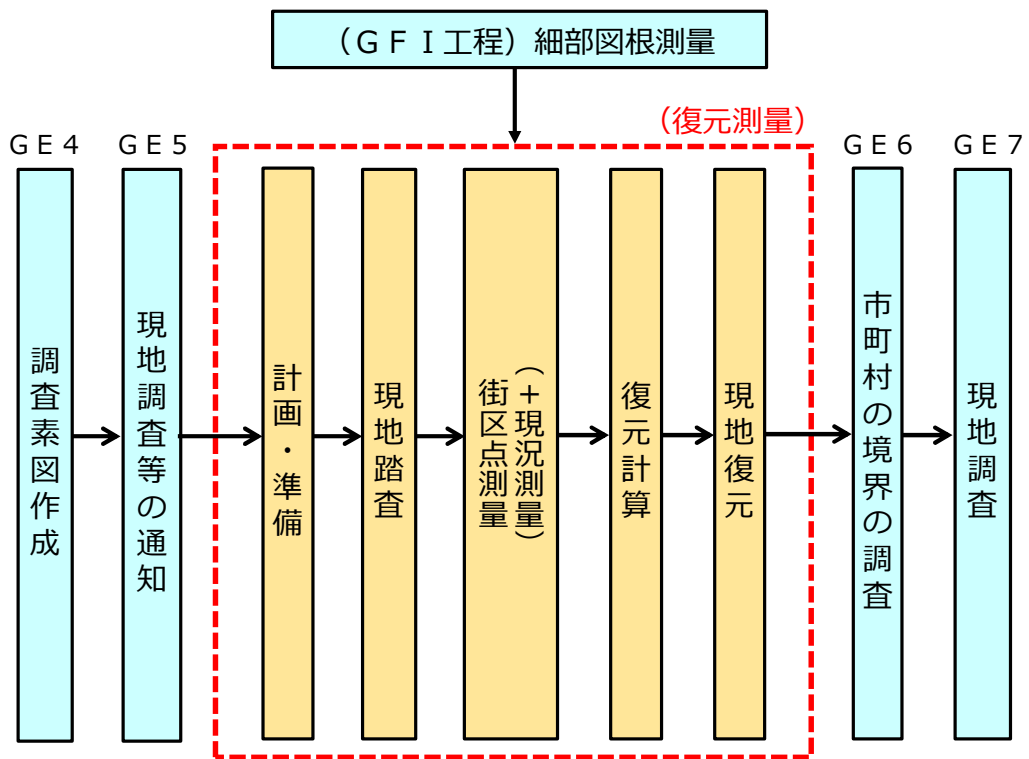 （ＧＦＩ工程）細部図根測量
（復元測量）
ＧＥ４
ＧＥ５
ＧＥ６
ＧＥ７
調査素図作成
現地調査等の通知
計画・準備
現地踏査
街区点測量
（＋現況測量）
復元計算
現地復元
市町村の境界の調査
現地調査